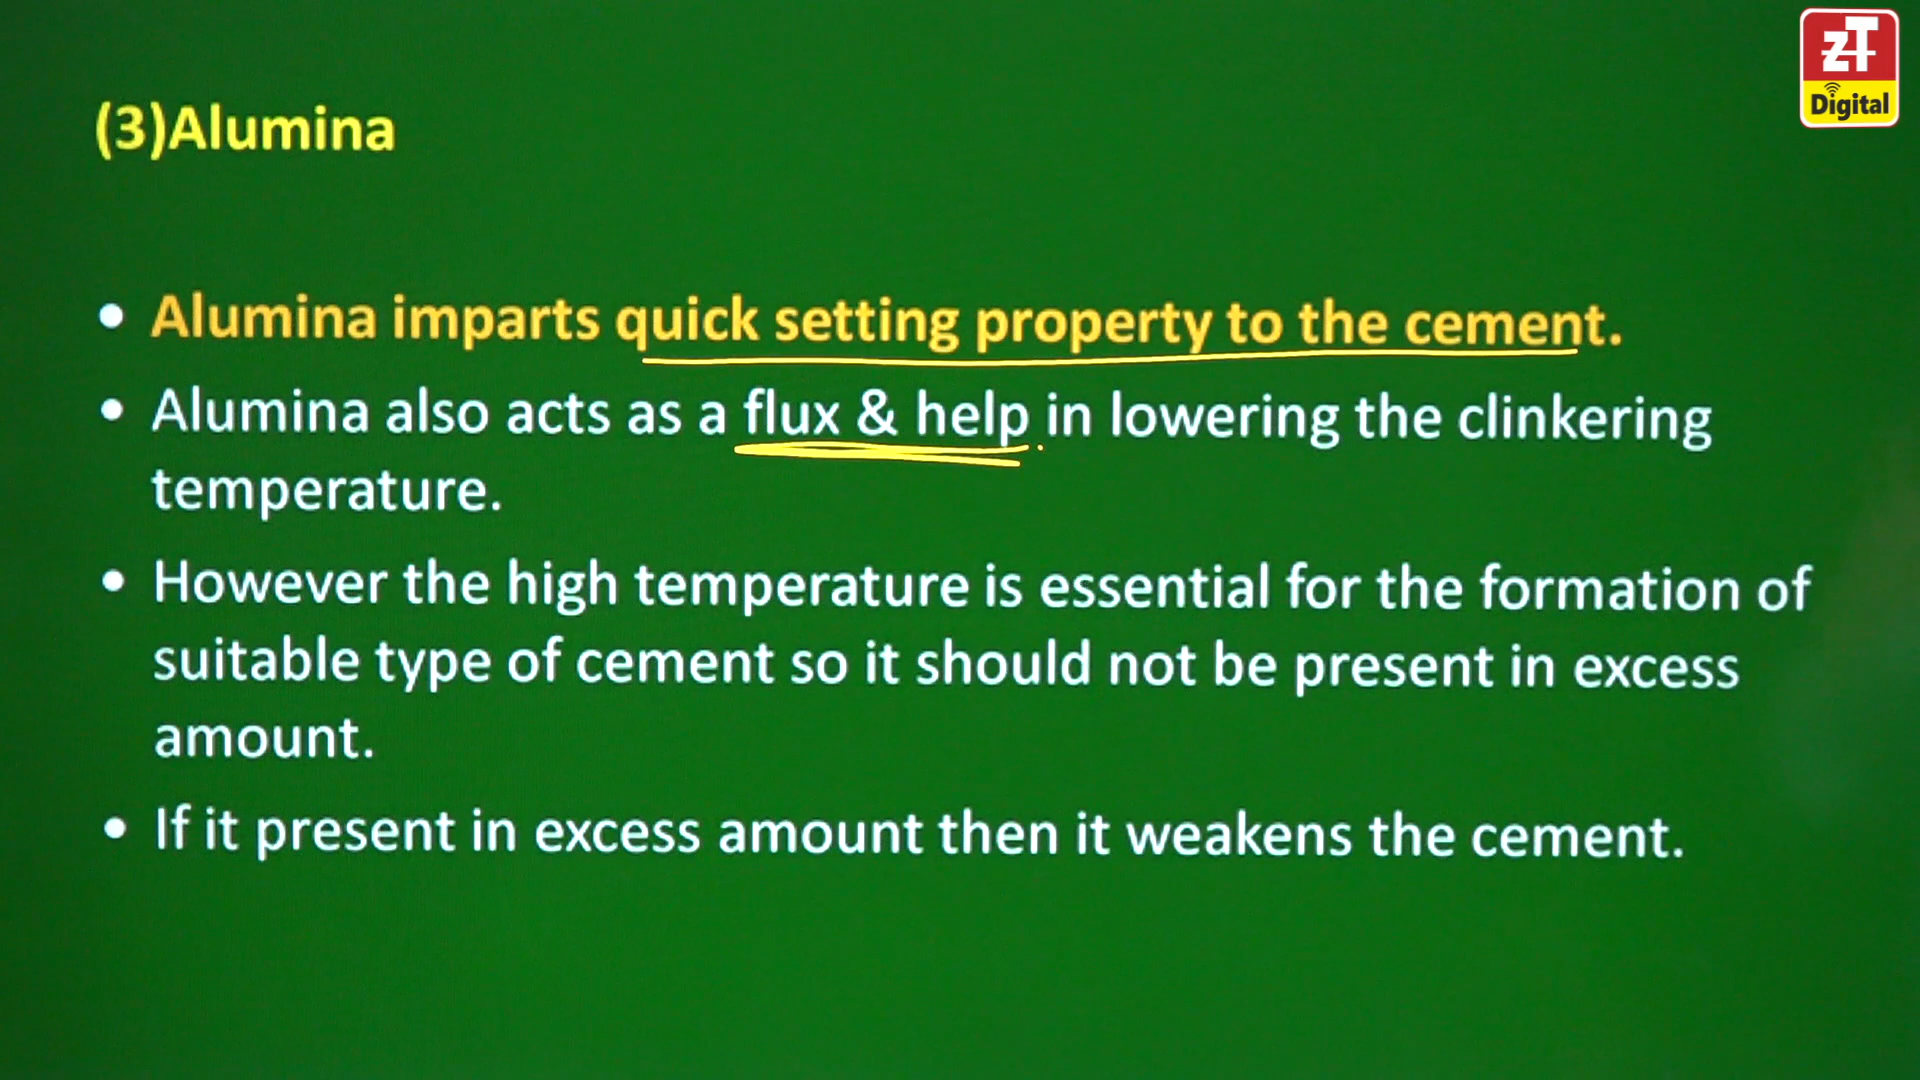 zT
Digital
(3)Alumina
• Alumina imparts quick setting property to the cement.
• Alumina also acts as a flux & help in lowering the clinkering
temperature.
• However the high temperature is essential for the formation of
suitable type of cement so it should not be present in excess
amount.
• If it present in excess amount then it weakens the cement.